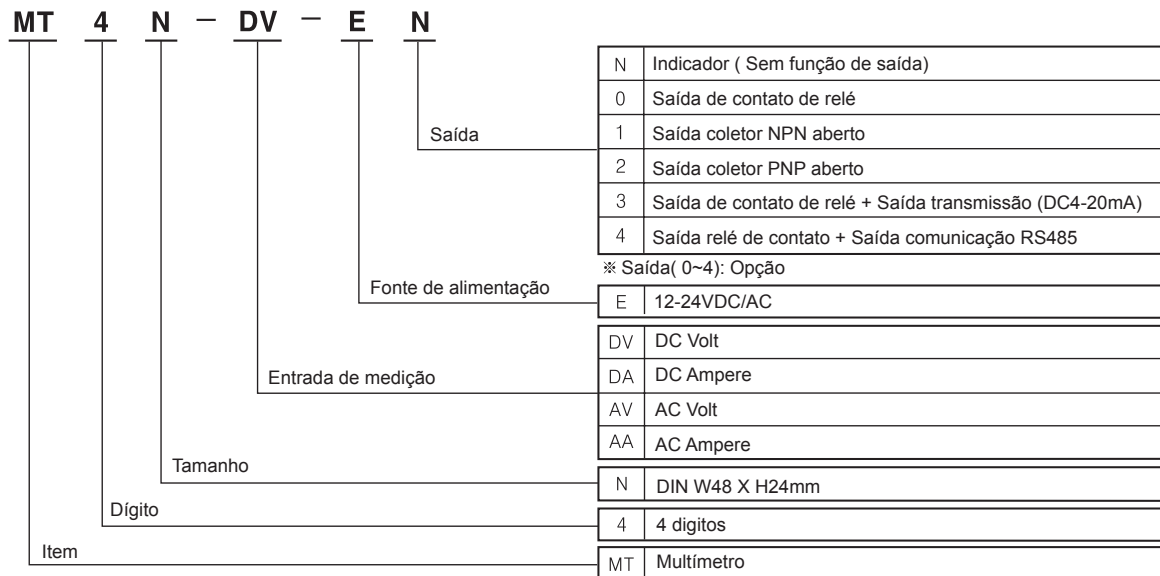 MT 4 N - DV - E N
Saída
N Indicador ( Sem função de saída)
0 Saída de contato de relé
1 Saída coletor NPN aberto
2 Saída coletor PNP aberto
3 Saída de contato de relé + Saída transmissão (DC4-20mA)
4 Saída relé de contato + Saída comunicação RS485
※ Saída( 0~4): Opção
Fonte de alimentação
E 12-24VDC/AC
Entrada de medição
DV DC Volt
DA DC Ampere
AV AC Volt
AA AC Ampere
Tamanho
N DIN W48 X H24mm
Dígito
4 4 digitos
Item
MT Multímetro